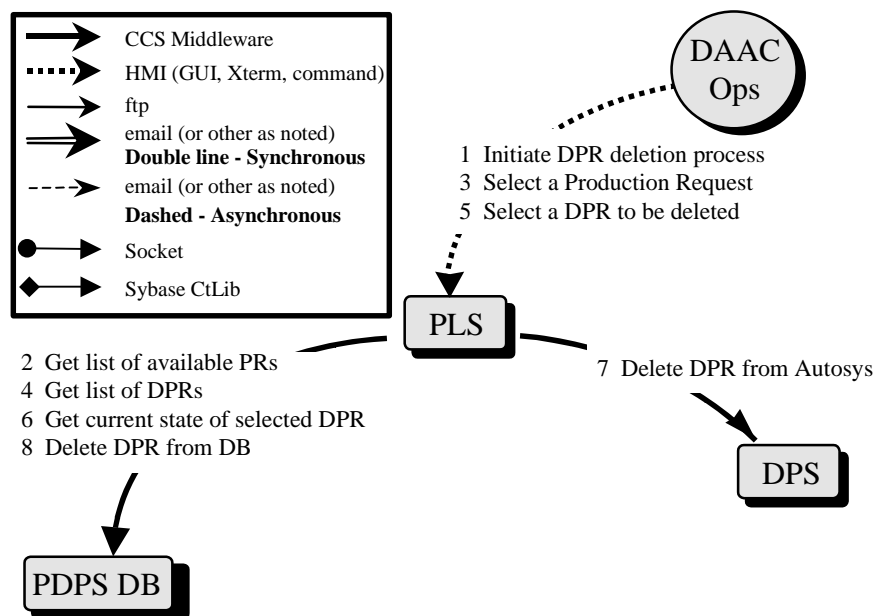 CCS Middleware
HMI (GUI, Xterm, command)
ftp
email (or other as noted)
Double line - Synchronous
email (or other as noted)
Dashed - Asynchronous
Socket
Sybase CtLib
DAAC
Ops
1 Initiate DPR deletion process
3 Select a Production Request
5 Select a DPR to be deleted
PLS
2 Get list of available PRs
4 Get list of DPRs
6 Get current state of selected DPR
8 Delete DPR from DB
7 Delete DPR from Autosys
DPS
PDPS DB